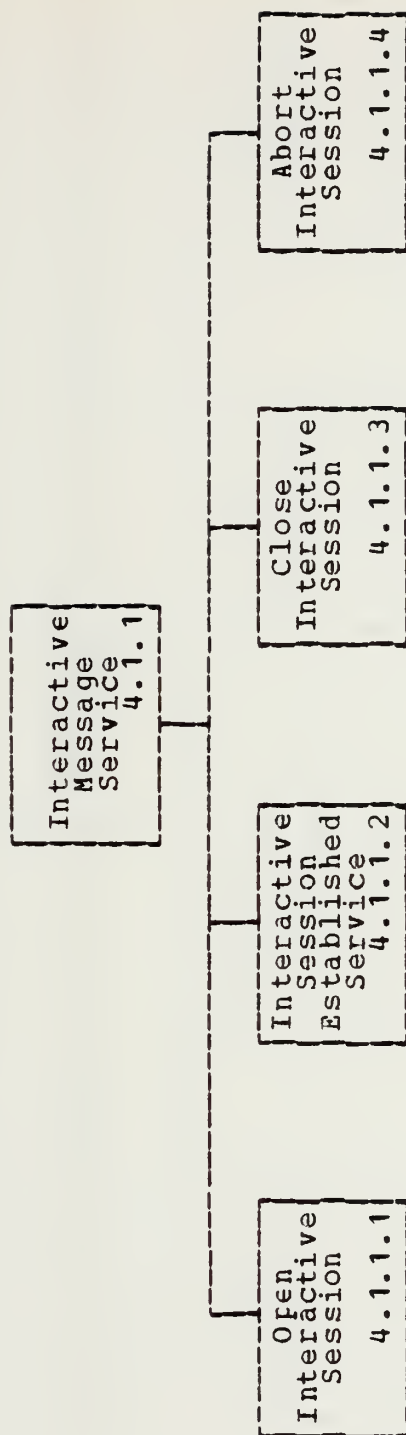 Interactive
Message
Service
4.1.1
Open
Interactive
Session
4.1.1.1
Interactive
Session
Established
Service
4.1.1.2
Close
Interactive
Session
4.1.1.3
Abort
Interactive
Session
4.1.1.4